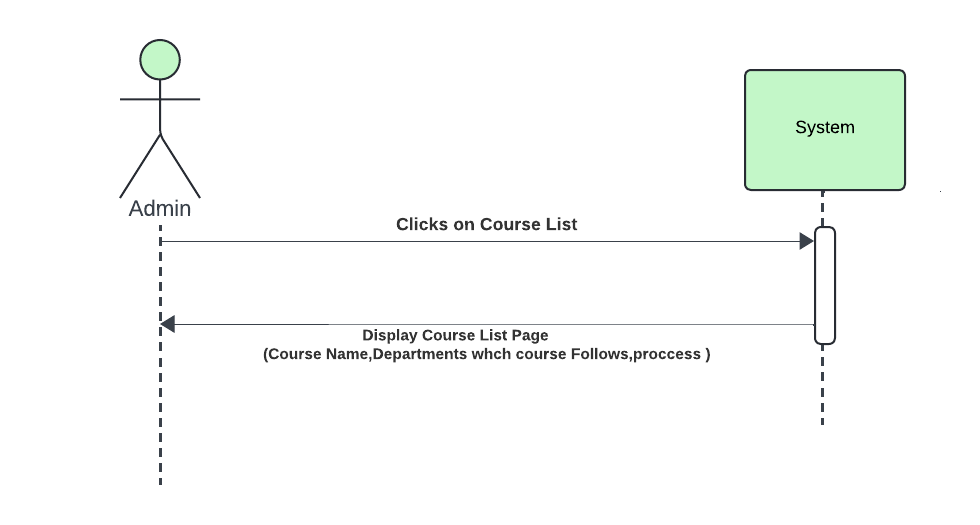 System
Admin
Clicks on Course List
Display Course List Page
(Course Name,Departments whch course Follows,proccess )